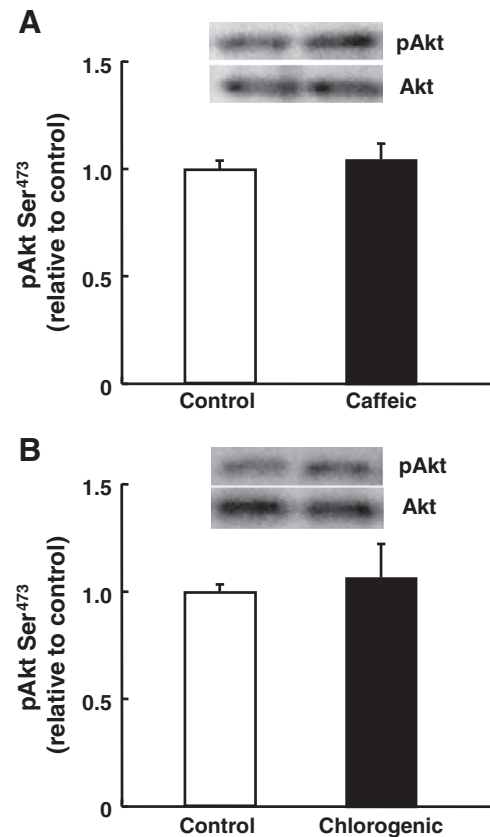 A
pAkt
Akt
pAkt Ser473
(relative to control)
1.5
1.0
0.5
0
Control Caffeic
B
pAkt
Akt
pAkt Ser473
(relative to control)
1.5
1.0
0.5
0
Control Chlorogenic